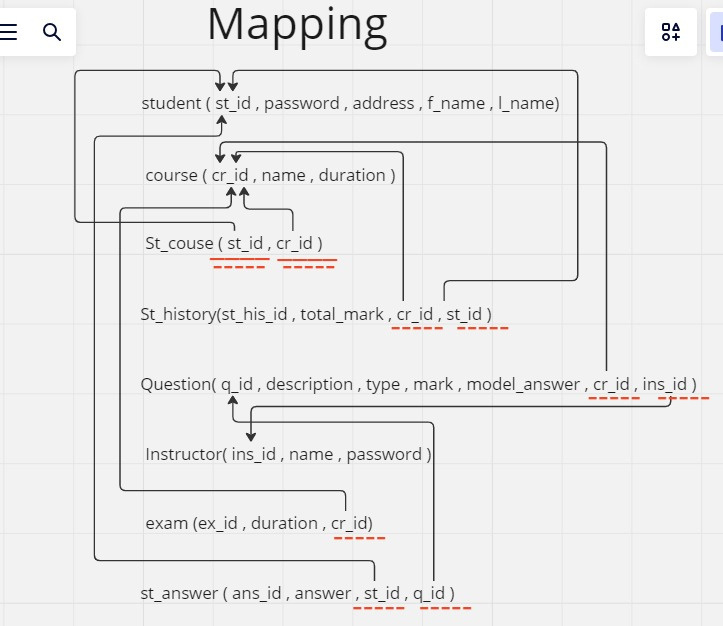 Mapping
student ( st_id , password , address , f_name , l_name)
course ( cr_id , name , duration )
St_couse ( st_id , cr_id )
St_history(st_his_id , total_mark , cr_id , st_id )
Question( q_id , description , type , mark , model_answer , cr_id , ins_id )
Instructor( ins_id , name , password )
exam (ex_id , duration , cr_id)
st_answer ( ans_id , answer , st_id , q_id )